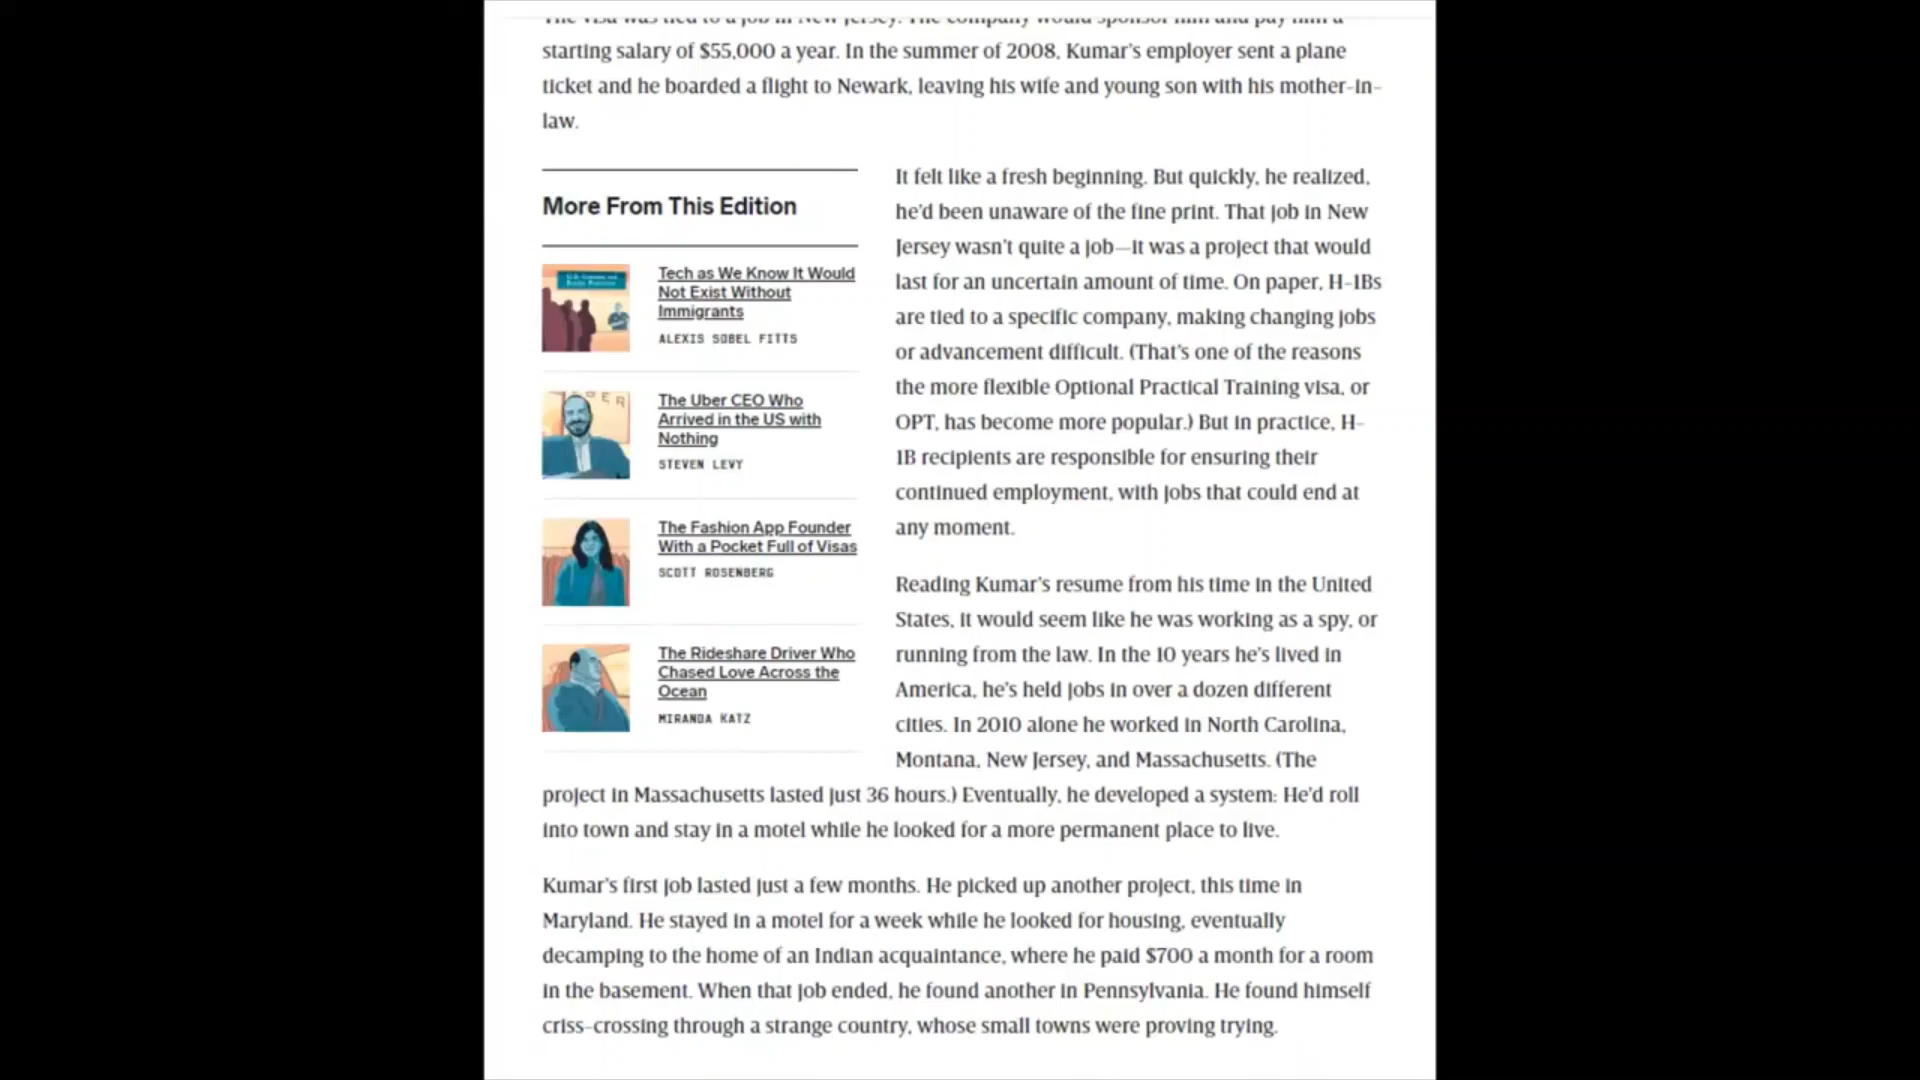 The visa was tied to a job in New Jersey. The company would sponsor him and pay him a
starting salary of $55,000 a year. In the summer of 2008, Kumar’s employer sent a plane
ticket and he boarded a flight to Newark, leaving his wife and young son with his mother-in-
law.
More From This Edition
Tech as We Know It Would
Not Exist Without
Immigrants
ALEXIS SOBEL FITTS
The Uber CEO Who
Arrived in the US with
Nothing
STEVEN LEVY
The Fashion App Founder
With a Pocket Full of Visas
SCOTT ROSENBERG
The Rideshare Driver Who
Chased Love Across the
Ocean
MIRANDA KATZ
It felt like a fresh beginning. But quickly, he realized,
he’d been unaware of the fine print. That job in New
Jersey wasn’t quite a job—it was a project that would
last for an uncertain amount of time. On paper, H-1Bs
are tied to a specific company, making changing jobs
or advancement difficult. (That’s one of the reasons
the more flexible Optional Practical Training visa, or
OPT, has become more popular.) But in practice, H-
1B recipients are responsible for ensuring their
continued employment, with jobs that could end at
any moment.
Reading Kumar’s resume from his time in the United
States, it would seem like he was working as a spy, or
running from the law. In the 10 years he’s lived in
America, he’s held jobs in over a dozen different
cities. In 2010 alone he worked in North Carolina,
Montana, New Jersey, and Massachusetts. (The
project in Massachusetts lasted just 36 hours.) Eventually, he developed a system: He’d roll
into town and stay in a motel while he looked for a more permanent place to live.
Kumar’s first job lasted just a few months. He picked up another project, this time in
Maryland. He stayed in a motel for a week while he looked for housing, eventually
decamping to the home of an Indian acquaintance, where he paid $700 a month for a room
in the basement. When that job ended, he found another in Pennsylvania. He found himself
criss-crossing through a strange country, whose small towns were proving trying.